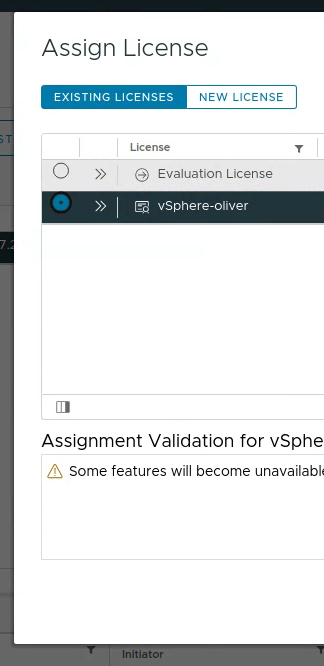 Assign License
EXISTING LICENSES
NEW LICENSE
ST
License
Evaluation License
7.2
vSphere-oliver
Assignment Validation for vSphe
Some features will become unavailable
Initiator